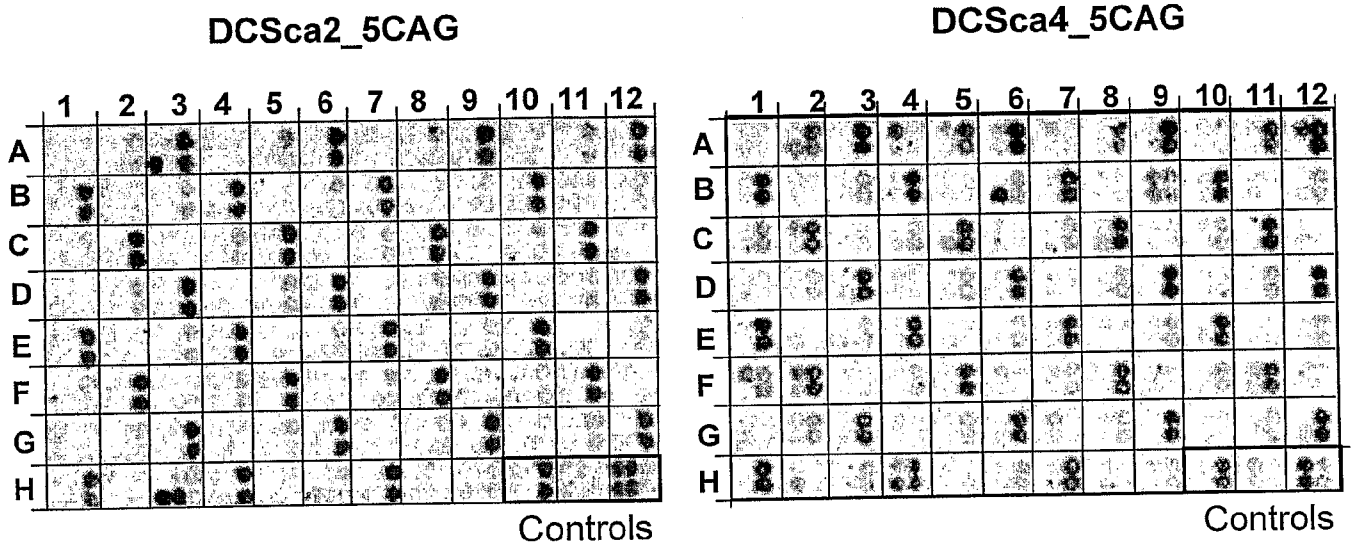 DCSca2_5CAG
1 2 3 4 5 6 7 8 9 10 11 12
A
B
C
D
E
F
G
H
Controls
DCSca4_5CAG
1 2 3 4 5 6 7 8 9 10 11 12
A
B
C
D
E
F
G
H
Controls